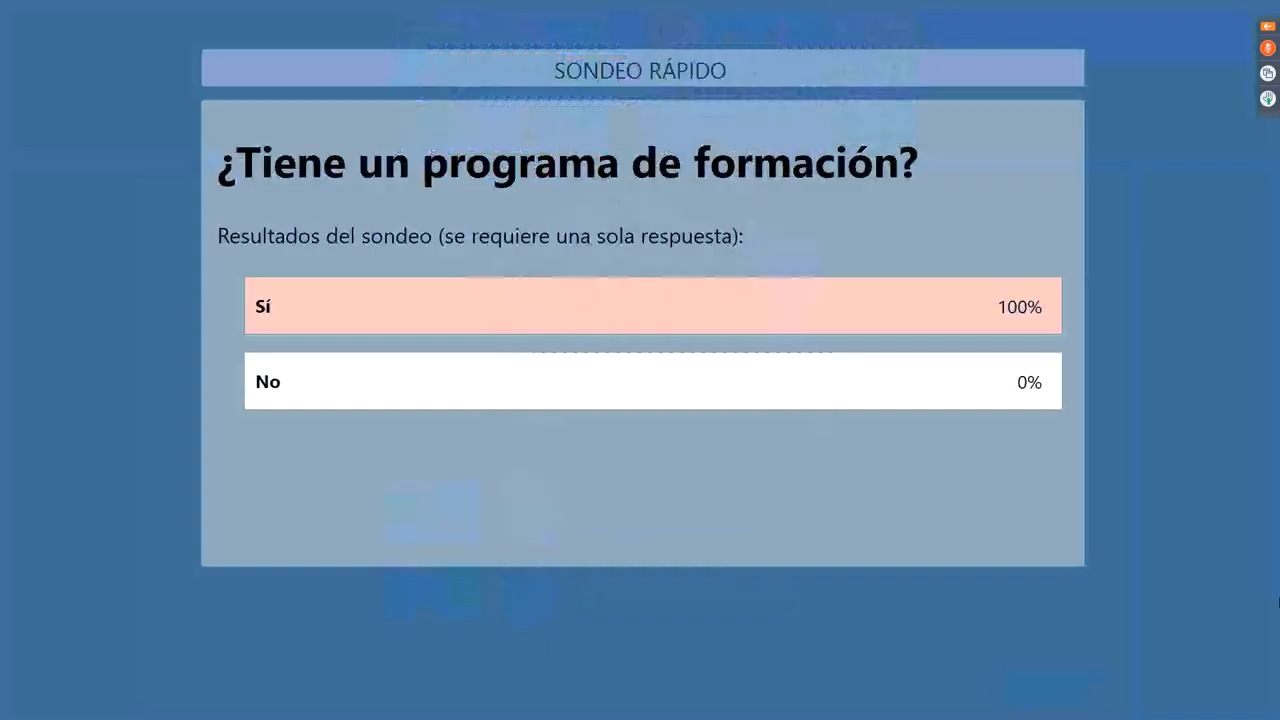 SONDEO RÁPIDO
¿Tiene un programa de formación?
Resultados del sondeo (se requiere una sola respuesta):
Sí 100%
No 0%